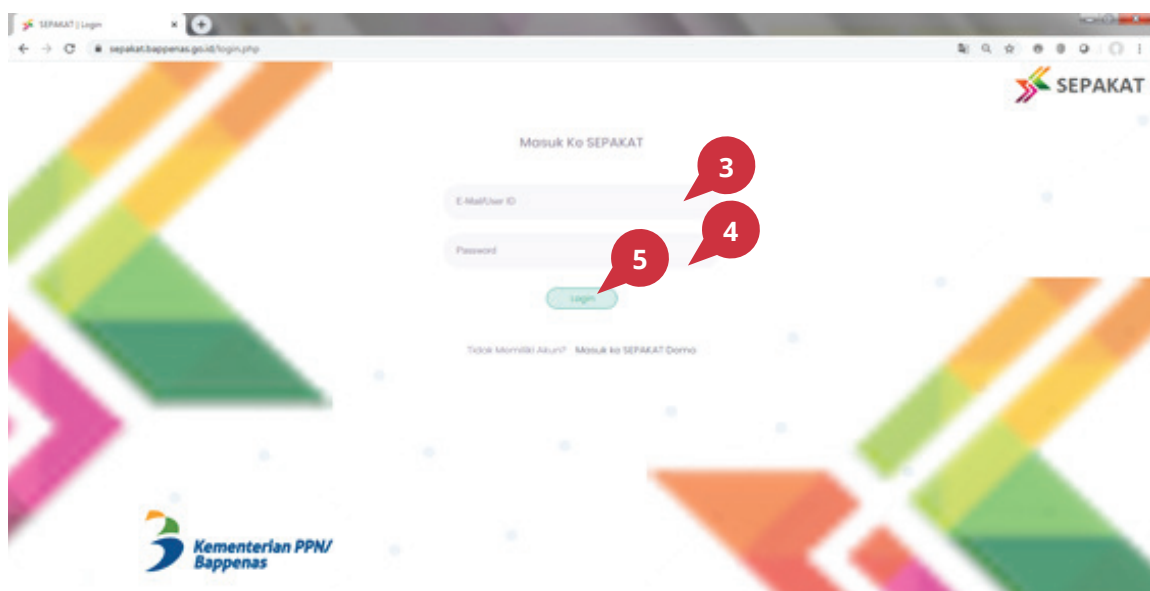 SEPAKAT | Login
sepakat.bappenas.go.id/login.php
SEPAKAT
Masuk Ke SEPAKAT
3
E-Mail/User ID
4
Password
5
Login
Tidak Memiliki Akun? Masuk ke SEPAKAT Demo
Kementerian PPN/
Bappenas